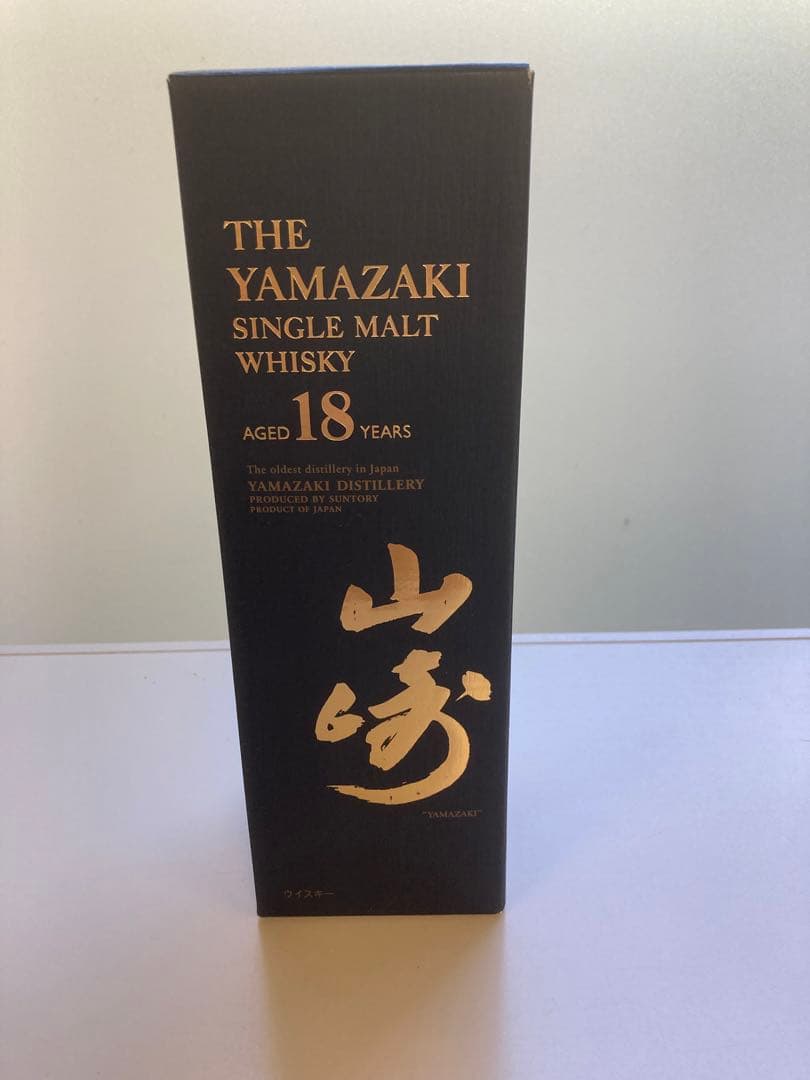 THE
YAMAZAKI
SINGLE MALT
WHISKY
AGED 18 YEARS
The oldest distillery in Japan
YAMAZAKI DISTILLERY
PRODUCED BY SUNTORY
PRODUCT OF JAPAN
山
崎
"YAMAZAKI"
ウイスキー